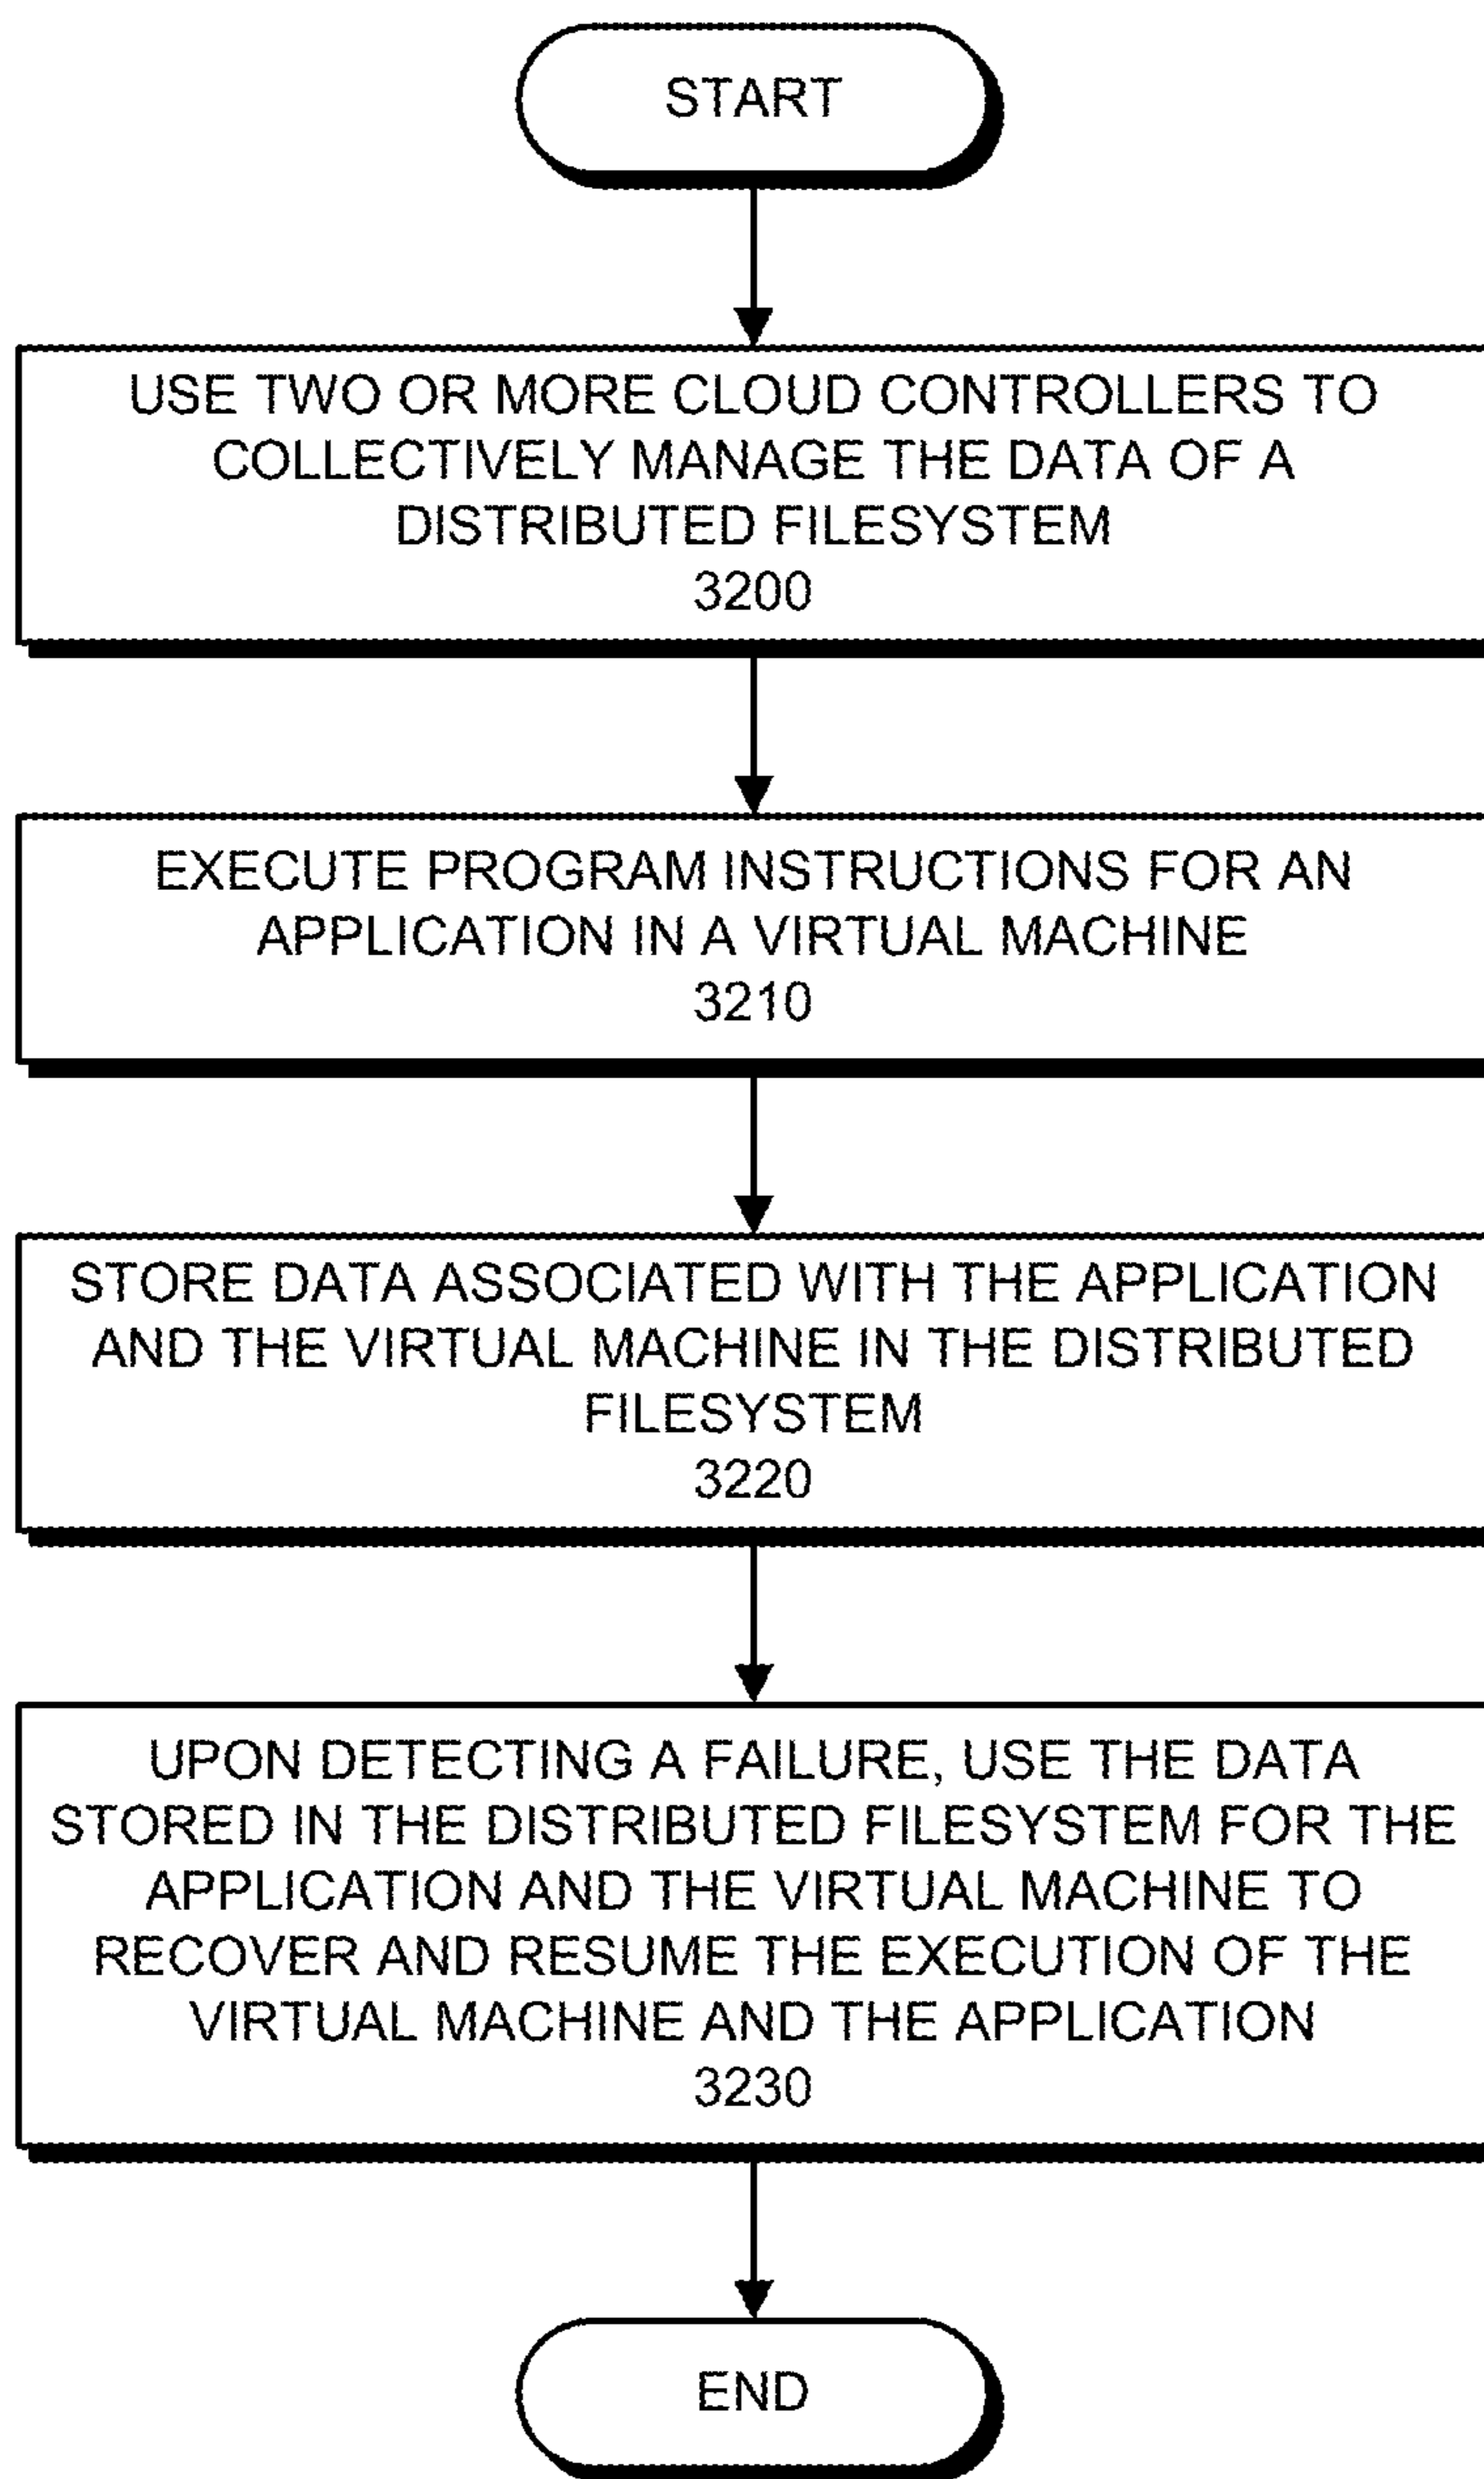 START
USE TWO OR MORE CLOUD CONTROLLERS TO
COLLECTIVELY MANAGE THE DATA OF A
DISTRIBUTED FILESYSTEM
3200
EXECUTE PROGRAM INSTRUCTIONS FOR AN
APPLICATION IN A VIRTUAL MACHINE
3210
STORE DATA ASSOCIATED WITH THE APPLICATION
AND THE VIRTUAL MACHINE IN THE DISTRIBUTED
FILESYSTEM
3220
UPON DETECTING A FAILURE, USE THE DATA
STORED IN THE DISTRIBUTED FILESYSTEM FOR THE
APPLICATION AND THE VIRTUAL MACHINE TO
RECOVER AND RESUME THE EXECUTION OF THE
VIRTUAL MACHINE AND THE APPLICATION
3230
END